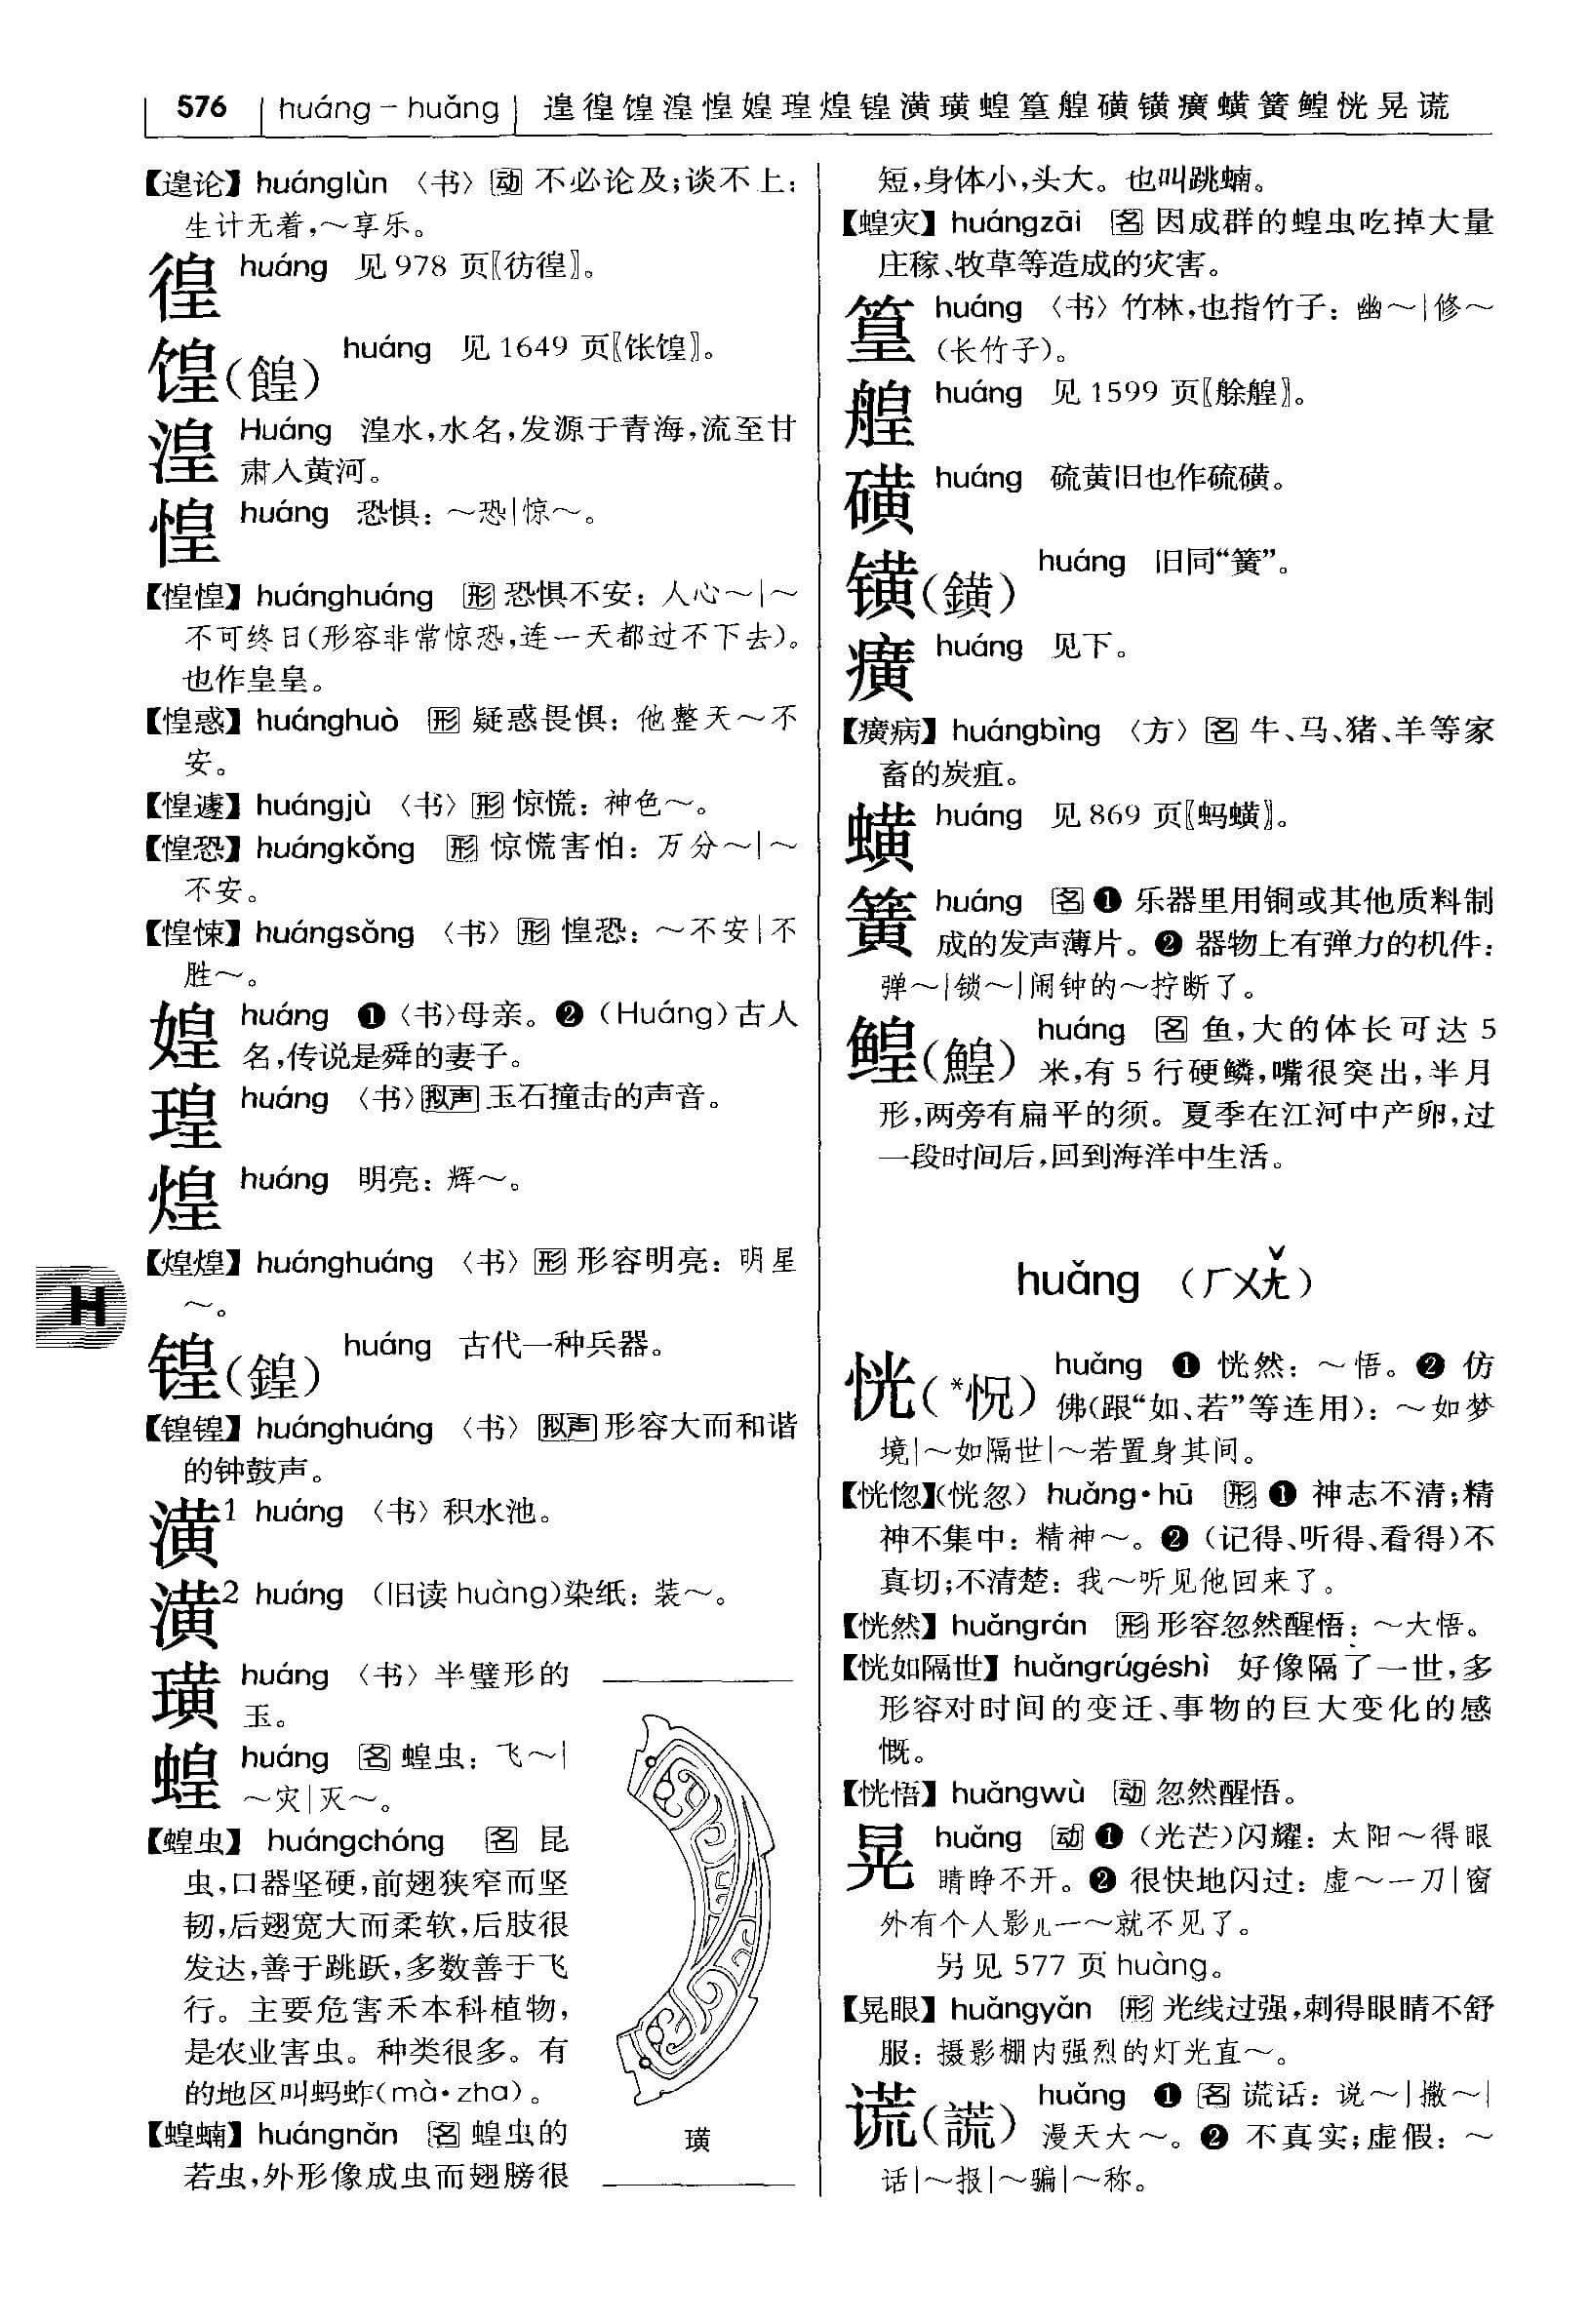 576 huáng－huǎng 遑徨惶湟惶媓瑝煌锽潢璜蝗篁艎磺鐄癀蟥簧鳇恍晃谎
【遑论】huánglùn 〈书〉动 不必论及；谈不上：
生计无着，～享乐。
徨 huáng 见 978 页〖彷徨〗。
馇(餭) huáng 见 1649 页〖𫗠馇〗。
湟 Huáng 湟水，水名，发源于青海，流至甘
肃入黄河。
惶 huáng 恐惧：～恐|惊～。
【惶惶】huánghuáng 形 恐惧不安：人心～|～
不可终日(形容非常惊恐，连一天都过不下去)。
也作皇皇。
【惶惑】huánghuò 形 疑惑畏惧：他整天～不
安。
【惶遽】huángjù 〈书〉形 惊慌：神色～。
【惶恐】huángkǒng 形 惊慌害怕：万分～|～
不安。
【惶悚】huángsǒng 〈书〉形 惶恐：～不安|不
胜～。
媓 huáng ❶〈书〉母亲。❷（Huáng）古人
名，传说是舜的妻子。
瑝 huáng 〈书〉拟声 玉石撞击的声音。
煌 huáng 明亮：辉～。
【煌煌】huánghuáng 〈书〉形 形容明亮：明星
～。
锽(鍠) huáng 古代一种兵器。
【锽锽】huánghuáng 〈书〉拟声 形容大而和谐
的钟鼓声。
潢1 huáng 〈书〉积水池。
潢2 huáng (旧读 huàng)染纸：装～。
璜 huáng 〈书〉半璧形的
玉。
蝗 huáng 名 蝗虫：飞～|
～灾|灭～。
【蝗虫】huángchóng 名 昆
虫，口器坚硬，前翅狭窄而坚
韧，后翅宽大而柔软，后肢很
发达，善于跳跃，多数善于飞
行。主要危害禾本科植物，
是农业害虫。种类很多。有
的地区叫蚂蚱(mà·zha)。
【蝗蝻】huángnǎn 名 蝗虫的
若虫，外形像成虫而翅膀很
璜
H
短，身体小，头大。也叫跳蝻。
【蝗灾】huángzāi 名 因成群的蝗虫吃掉大量
庄稼、牧草等造成的灾害。
篁 huáng 〈书〉竹林，也指竹子：幽～|修～
(长竹子)。
艎 huáng 见 1599 页〖艅艎〗。
磺 huáng 硫黄旧也作硫磺。
𨱑(鐄) huáng 旧同“簧”。
癀 huáng 见下。
【癀病】huángbìng 〈方〉名 牛、马、猪、羊等家
畜的炭疽。
蟥 huáng 见 869 页〖蚂蟥〗。
簧 huáng 名 ❶ 乐器里用铜或其他质料制
成的发声薄片。❷ 器物上有弹力的机件：
弹～|锁～|闹钟的～拧断了。
鳇(鰉) huáng 名 鱼，大的体长可达 5
米，有 5 行硬鳞，嘴很突出，半月
形，两旁有扁平的须。夏季在江河中产卵，过
一段时间后，回到海洋中生活。
huǎng （ㄏㄨㄤˇ）
恍(*怳) huǎng ❶ 恍然：～悟。❷ 仿
佛(跟“如、若”等连用)：～如梦
境|～如隔世|～若置身其间。
【恍惚】(恍忽) huǎng·hū 形 ❶ 神志不清；精
神不集中：精神～。❷（记得、听得、看得)不
真切；不清楚：我～听见他回来了。
【恍然】huǎngrán 形 形容忽然醒悟：～大悟。
【恍如隔世】huǎngrúgéshì 好像隔了一世，多
形容对时间的变迁、事物的巨大变化的感
慨。
【恍悟】huǎngwù 动 忽然醒悟。
晃 huǎng 动 ❶（光芒)闪耀：太阳～得眼
睛睁不开。❷ 很快地闪过：虚～一刀|窗
外有个人影儿一～就不见了。
另见 577 页 huàng。
【晃眼】huǎngyǎn 形 光线过强，刺得眼睛不舒
服：摄影棚内强烈的灯光直～。
谎(謊) huǎng ❶ 名 谎话：说～|撒～|
漫天大～。❷ 不真实；虚假：～
话|～报|～骗|～称。